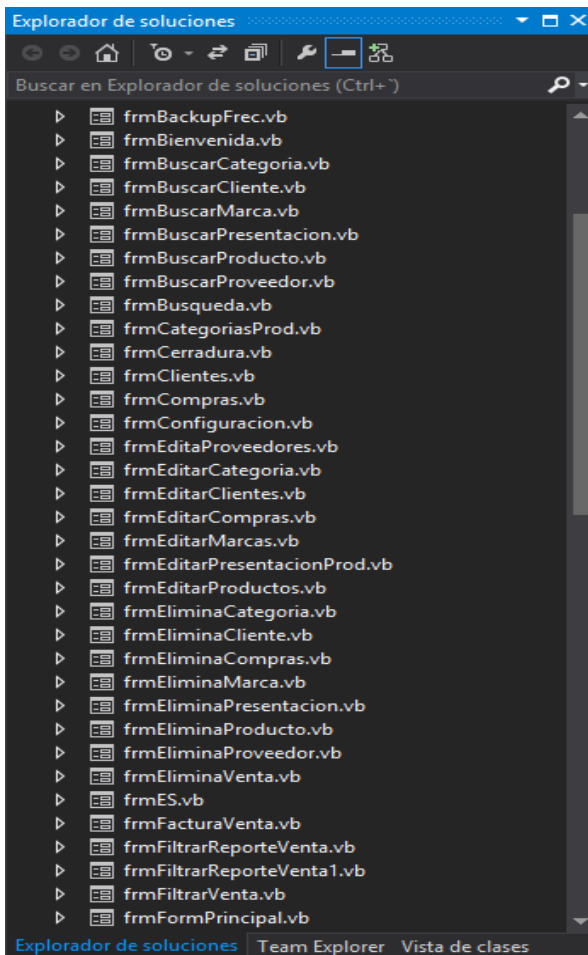 Explorador de soluciones
Buscar en Explorador de soluciones (Ctrl+`)
frmBackupFrec.vb
frmBienvenida.vb
frmBuscarCategoria.vb
frmBuscarCliente.vb
frmBuscarMarca.vb
frmBuscarPresentacion.vb
frmBuscarProducto.vb
frmBuscarProveedor.vb
frmBusqueda.vb
frmCategoriasProd.vb
frmCerradura.vb
frmClientes.vb
frmCompras.vb
frmConfiguracion.vb
frmEditaProveedores.vb
frmEditarCategoria.vb
frmEditarClientes.vb
frmEditarCompras.vb
frmEditarMarcas.vb
frmEditarPresentacionProd.vb
frmEditarProductos.vb
frmEliminaCategoria.vb
frmEliminaCliente.vb
frmEliminaCompras.vb
frmEliminaMarca.vb
frmEliminaPresentacion.vb
frmEliminaProducto.vb
frmEliminaProveedor.vb
frmEliminaVenta.vb
frmES.vb
frmFacturaVenta.vb
frmFiltrarReporteVenta.vb
frmFiltrarReporteVenta1.vb
frmFiltrarVenta.vb
frmFormPrincipal.vb
Explorador de soluciones Team Explorer Vista de clases